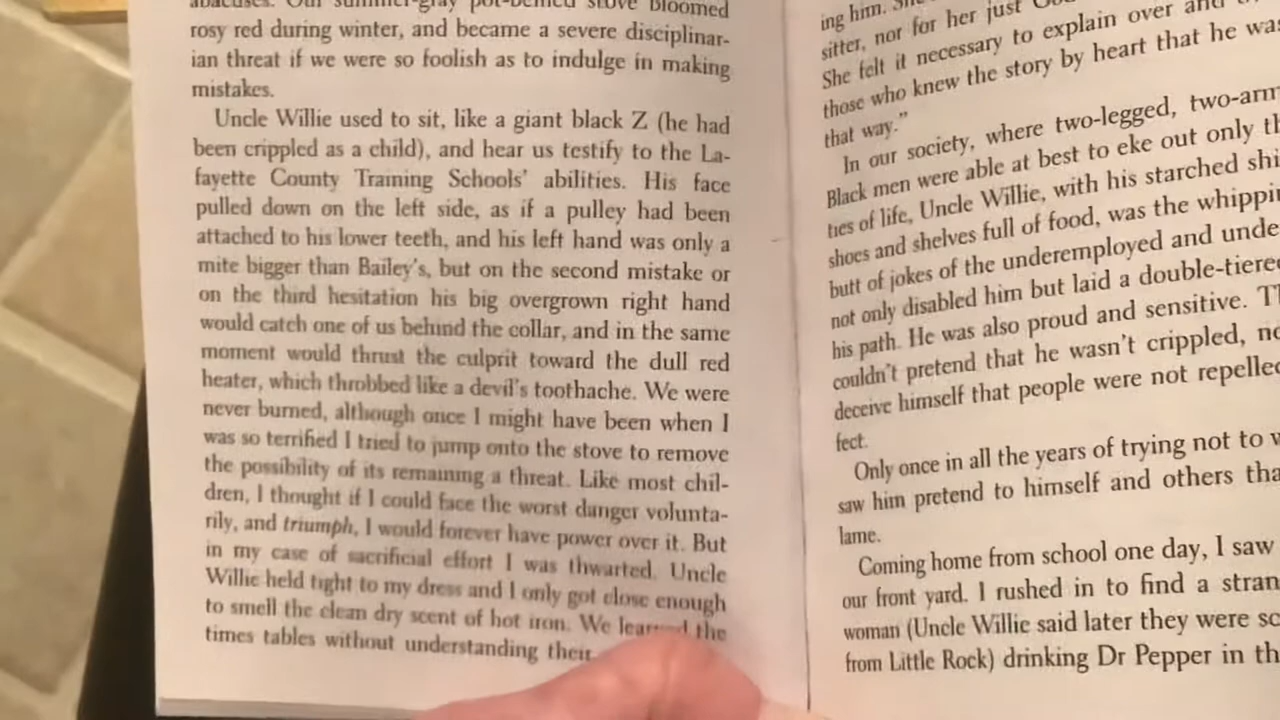 abacuses. Our summer-gray pot-bellied stove bloomed
rosy red during winter, and became a severe disciplinar-
ian threat if we were so foolish as to indulge in making
mistakes.
Uncle Willie used to sit, like a giant black Z (he had
been crippled as a child), and hear us testify to the La-
fayette County Training Schools' abilities. His face
pulled down on the left side, as if a pulley had been
attached to his lower teeth, and his left hand was only a
mite bigger than Bailey's, but on the second mistake or
on the third hesitation his big overgrown right hand
would catch one of us behind the collar, and in the same
moment would thrust the culprit toward the dull red
heater, which throbbed like a devil's toothache. We were
never burned, although once I might have been when I
was so terrified I tried to jump onto the stove to remove
the possibility of its remaining a threat. Like most chil-
dren, I thought if I could face the worst danger volunta-
rily, and triumph, I would forever have power over it. But
in my case of sacrificial effort I was thwarted. Uncle
Willie held tight to my dress and I only got close enough
to smell the clean dry scent of hot iron. We learned the
times tables without understanding their
ing him. She
sitter, nor for her just
She felt it necessary to explain over and
those who knew the story by heart that he was
that way."
In our society, where two-legged, two-arm
Black men were able at best to eke out only th
ties of life, Uncle Willie, with his starched shi
shoes and shelves full of food, was the whippi
butt of jokes of the underemployed and unde
not only disabled him but laid a double-tiered
his path. He was also proud and sensitive. Th
couldn't pretend that he wasn't crippled, no
deceive himself that people were not repelled
fect.
Only once in all the years of trying not to w
saw him pretend to himself and others tha
lame.
Coming home from school one day, I saw
our front yard. I rushed in to find a stran
woman (Uncle Willie said later they were sc
from Little Rock) drinking Dr Pepper in th